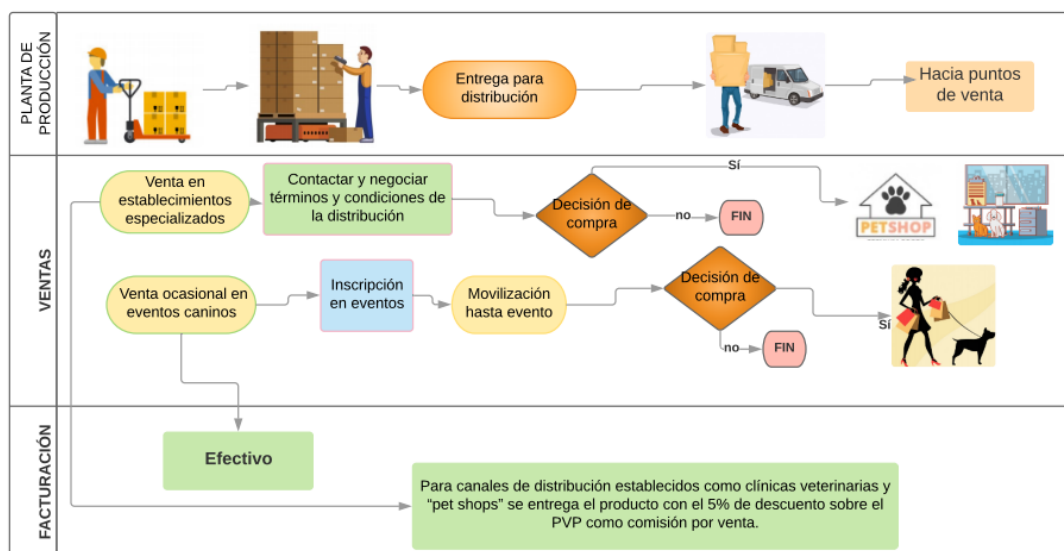 PLANTA DE
PRODUCCIÓN
Entrega para
distribución
Hacia puntos
de venta
VENTAS
Venta en
establecimientos
especializados
Contactar y negociar
términos y condiciones de
la distribución
Decisión de
compra
Sí
no
FIN
PETSHOP
Venta ocasional en
eventos caninos
Inscripción
en eventos
Movilización
hasta evento
Decisión de
compra
Sí
no
FIN
FACTURACIÓN
Efectivo
Para canales de distribución establecidos como clínicas veterinarias y
“pet shops” se entrega el producto con el 5% de descuento sobre el
PVP como comisión por venta.